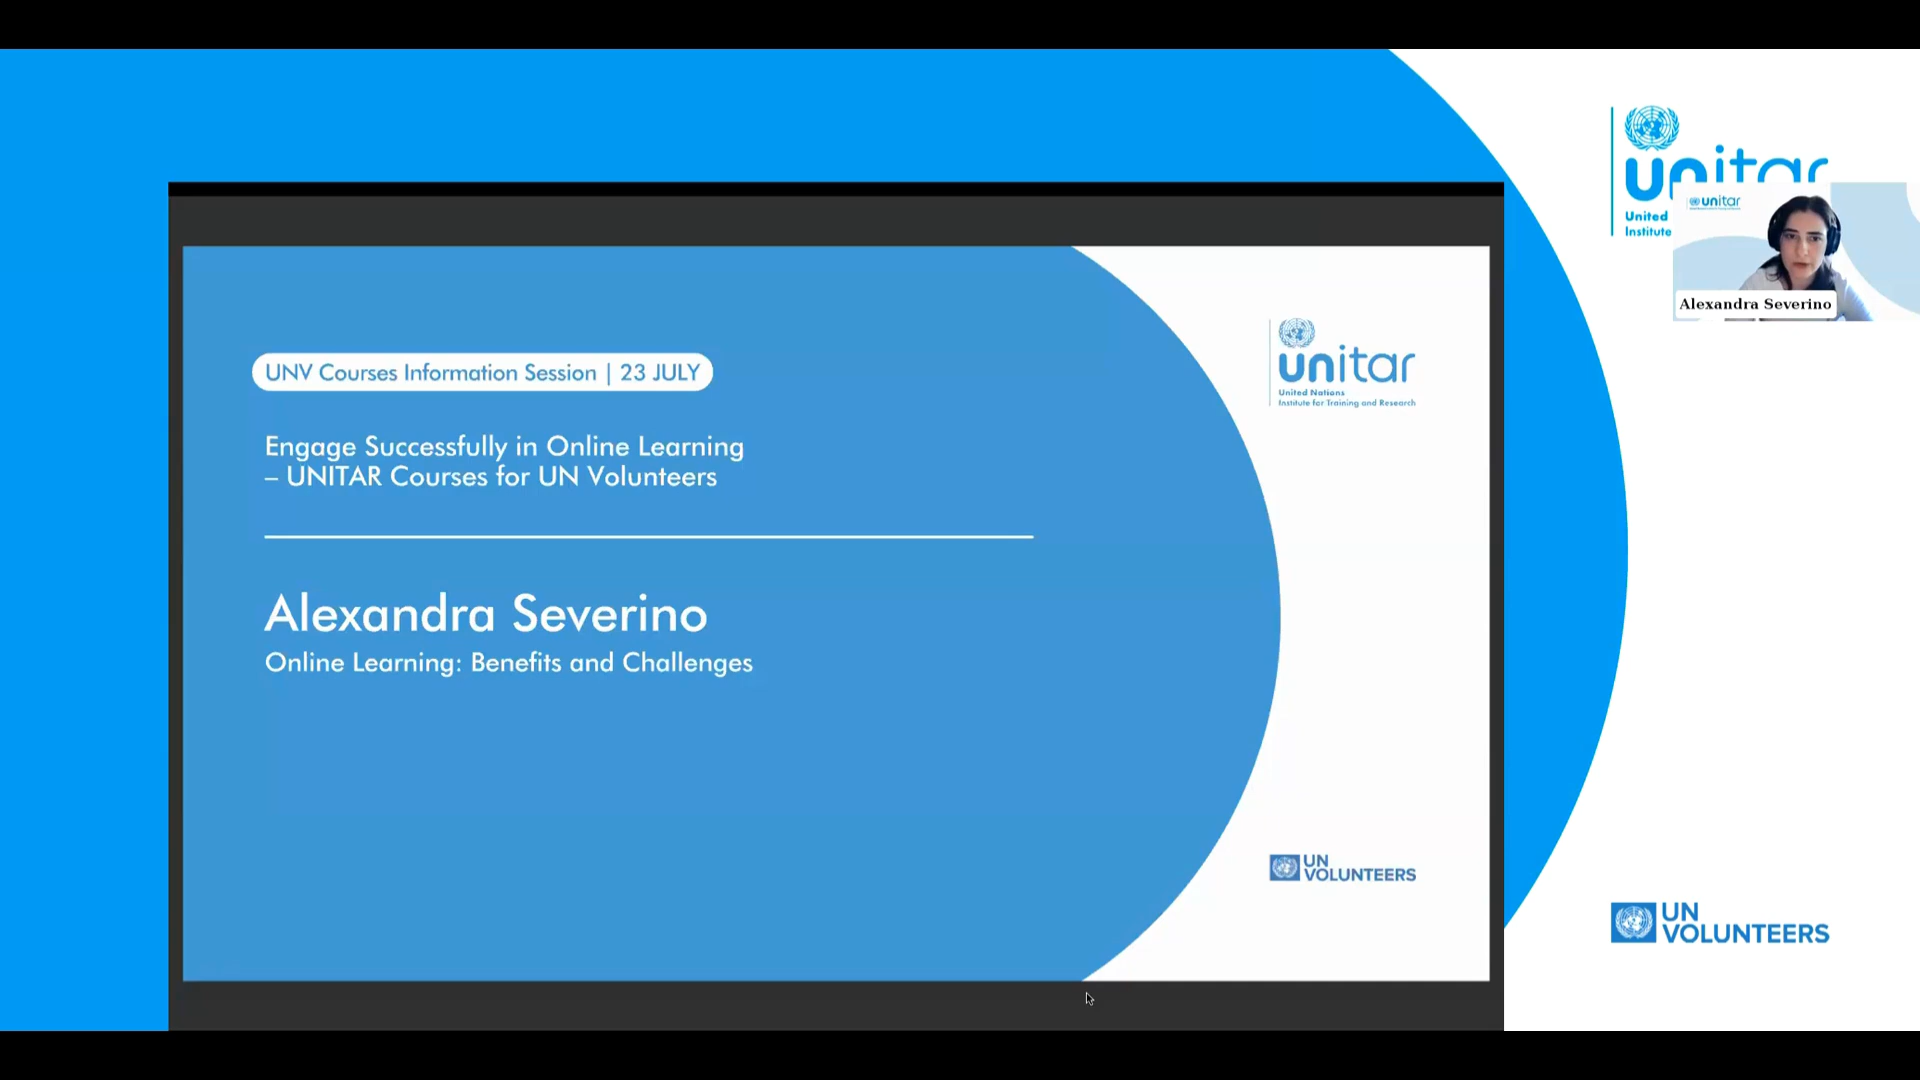 UNV Courses Information Session | 23 JULY
Engage Successfully in Online Learning
– UNITAR Courses for UN Volunteers
Alexandra Severino
Online Learning: Benefits and Challenges
unitar
United Nations
Institute for Training and Research
UN
VOLUNTEERS
unitar
United
Institute
unitar
Alexandra Severino
UN
VOLUNTEERS